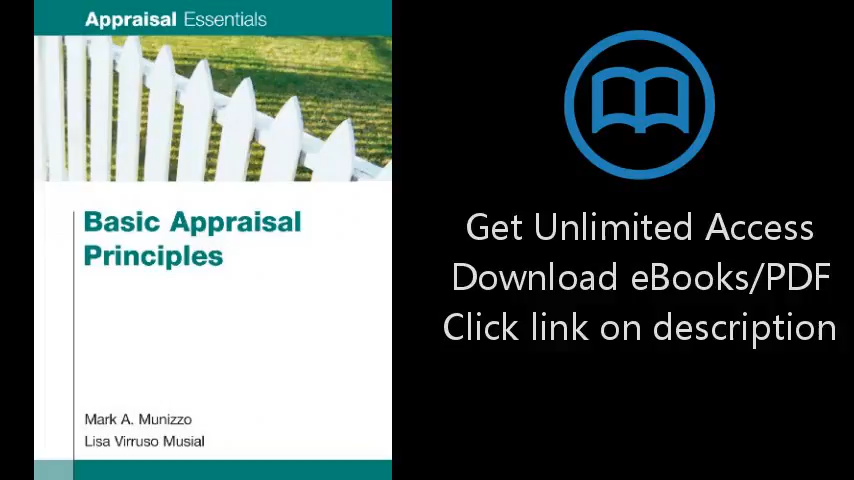 Appraisal Essentials
Basic Appraisal
Principles
Mark A. Munizzo
Lisa Virruso Musial
Get Unlimited Access
Download eBooks/PDF
Click link on description